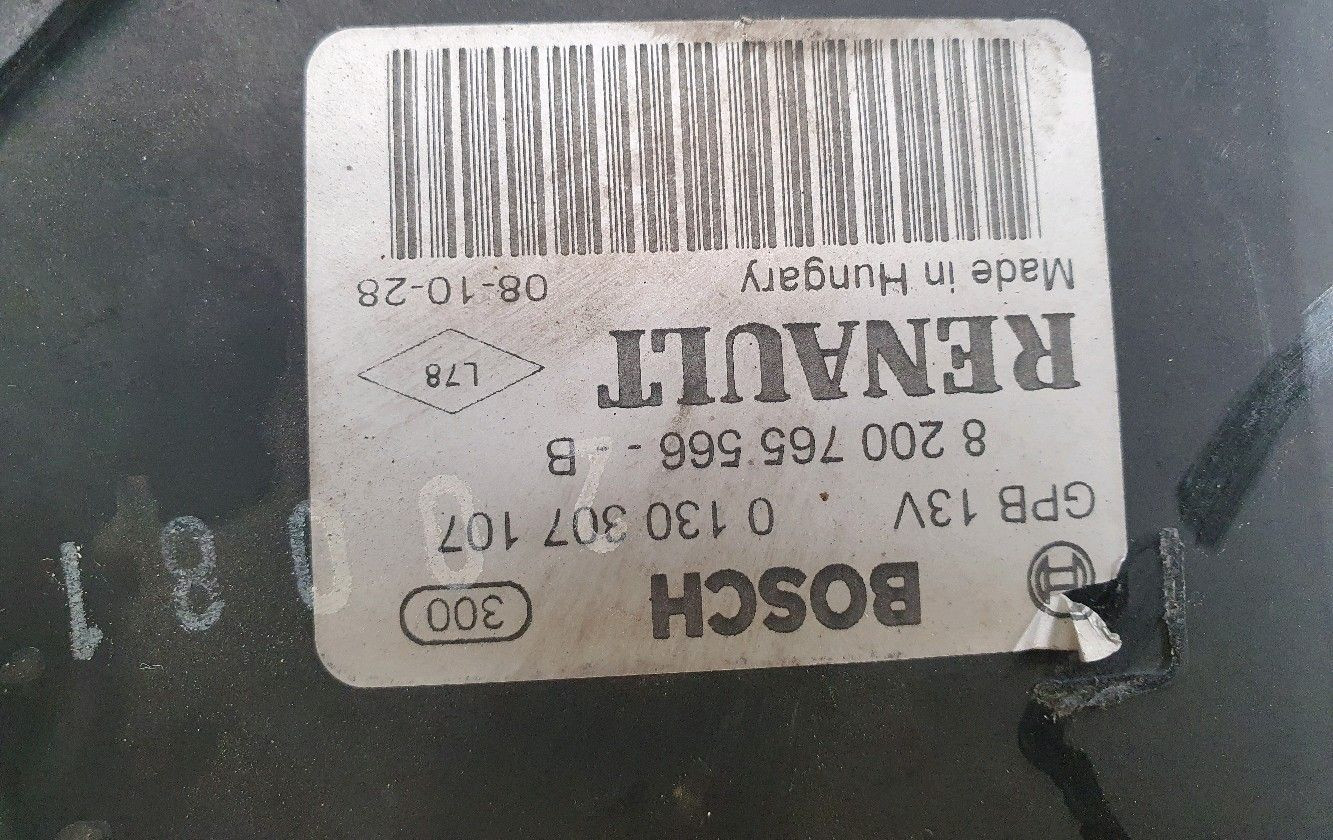 BOSCH 300
GPB 13V 0 130 307 107
8 200 765 566 - B
RENAULT L78
Made in Hungary 08-10-28